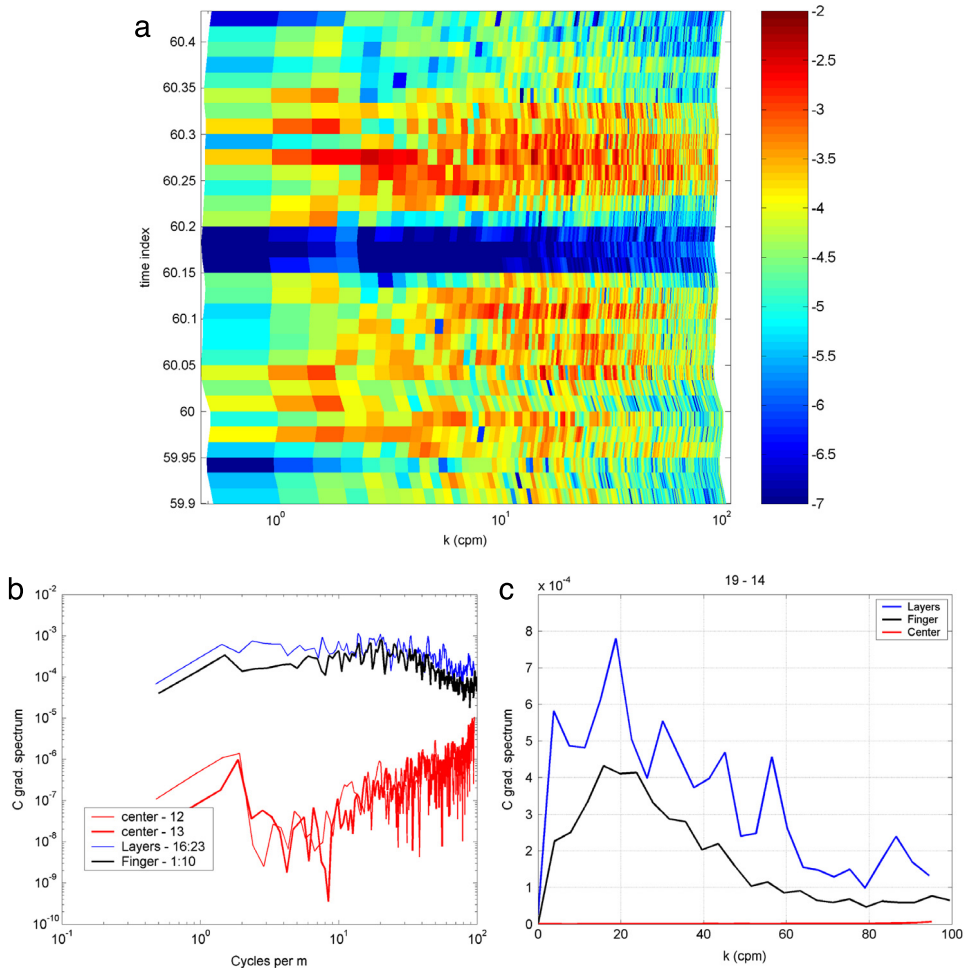 a
60.4
60.35
60.3
60.25
60.2
60.15
60.1
60.05
60
59.95
59.9
time index
10^0
10^1
10^2
k (cpm)
-2
-2.5
-3
-3.5
-4
-4.5
-5
-5.5
-6
-6.5
-7
b
10^-2
10^-3
10^-4
10^-5
10^-6
10^-7
10^-8
10^-9
10^-10
C grad. spectrum
center - 12
center - 13
Layers - 16:23
Finger - 1:10
10^-1
10^0
10^1
10^2
Cycles per m
c
x 10^-4
19 - 14
Layers
Finger
Center
8
7
6
5
4
3
2
1
0
C grad. spectrum
0
20
40
60
80
100
k (cpm)